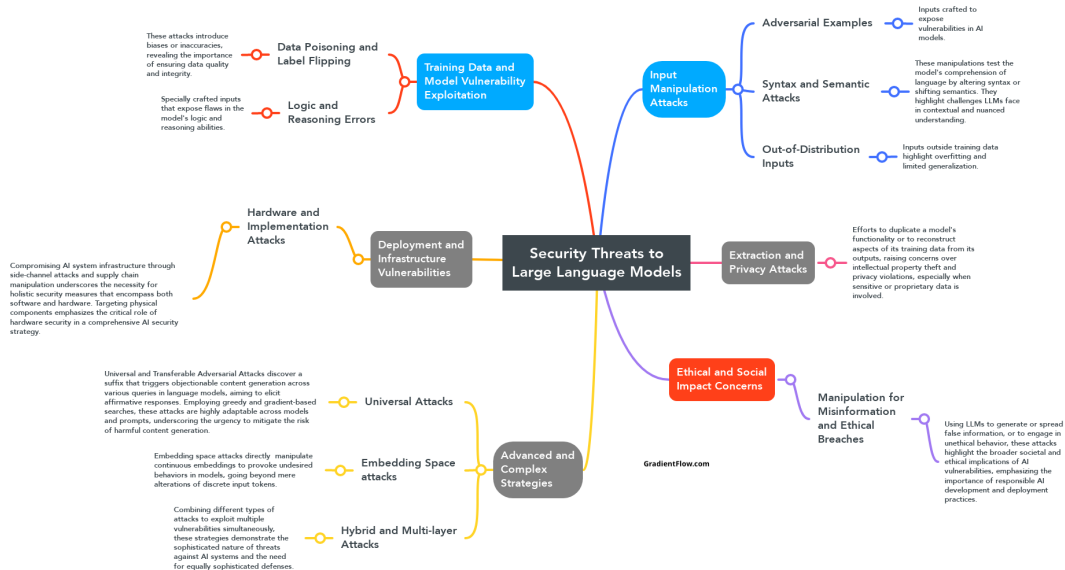 Security Threats to
Large Language Models
Training Data and
Model Vulnerability
Exploitation
Data Poisoning and
Label Flipping
These attacks introduce
biases or inaccuracies,
revealing the importance
of ensuring data quality
and integrity.
Logic and
Reasoning Errors
Specially crafted inputs
that expose flaws in the
model's logic and
reasoning abilities.
Input
Manipulation
Attacks
Adversarial Examples
Inputs crafted to
expose
vulnerabilities in AI
models.
Syntax and Semantic
Attacks
These manipulations test the
model's comprehension of
language by altering syntax or
shifting semantics. They
highlight challenges LLMs face
in contextual and nuanced
understanding.
Out-of-Distribution
Inputs
Inputs outside training data
highlight overfitting and
limited generalization.
Deployment and
Infrastructure
Vulnerabilities
Hardware and
Implementation
Attacks
Compromising AI system infrastructure through
side-channel attacks and supply chain
manipulation underscores the necessity for
holistic security measures that encompass both
software and hardware. Targeting physical
components emphasizes the critical role of
hardware security in a comprehensive AI security
strategy.
Extraction and
Privacy Attacks
Efforts to duplicate a model's
functionality or to reconstruct
aspects of its training data from its
outputs, raising concerns over
intellectual property theft and
privacy violations, especially when
sensitive or proprietary data is
involved.
Ethical and Social
Impact Concerns
Manipulation for
Misinformation
and Ethical
Breaches
Using LLMs to generate or spread
false information, or to engage in
unethical behavior, these attacks
highlight the broader societal and
ethical implications of AI
vulnerabilities, emphasizing the
importance of responsible AI
development and deployment
practices.
Advanced and
Complex
Strategies
Universal Attacks
Universal and Transferable Adversarial Attacks discover a
suffix that triggers objectionable content generation across
various queries in language models, aiming to elicit
affirmative responses. Employing greedy and gradient-based
searches, these attacks are highly adaptable across models
and prompts, underscoring the urgency to mitigate the risk
of harmful content generation.
Embedding Space
attacks
Embedding space attacks directly manipulate
continuous embeddings to provoke undesired
behaviors in models, going beyond mere
alterations of discrete input tokens.
Hybrid and Multi-layer
Attacks
Combining different types of
attacks to exploit multiple
vulnerabilities simultaneously,
these strategies demonstrate the
sophisticated nature of threats
against AI systems and the need
for equally sophisticated defenses.
GradientFlow.com